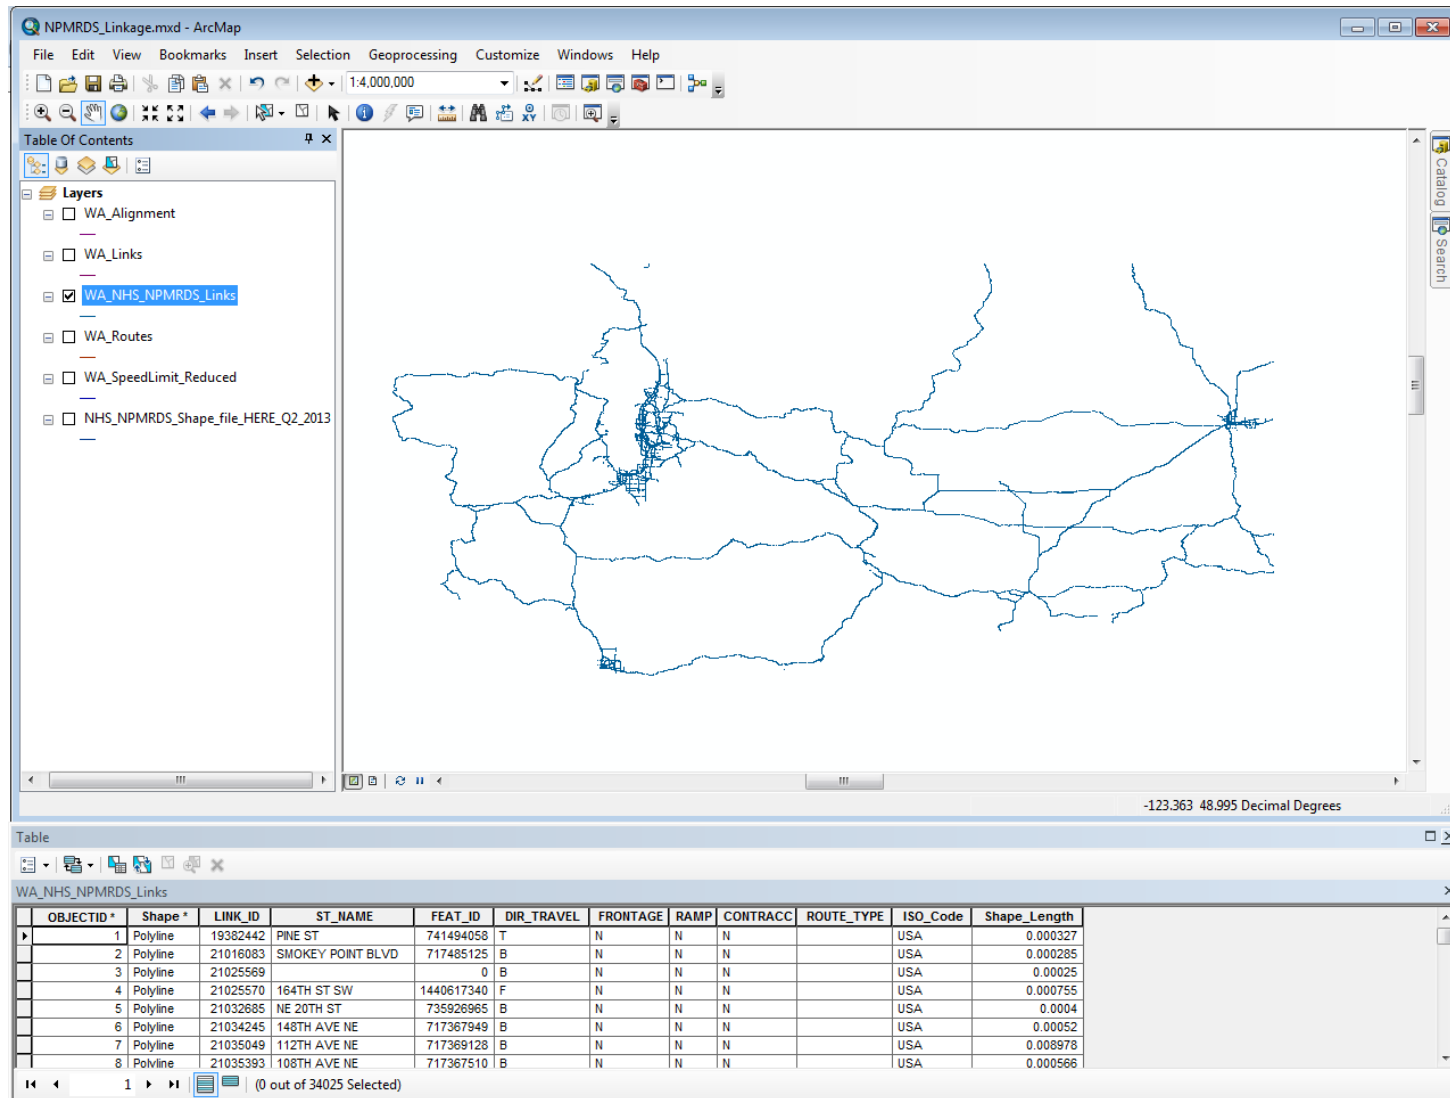 NPMRDS_Linkage.mxd - ArcMap
File Edit View Bookmarks Insert Selection Geoprocessing Customize Windows Help
1:4,000,000
Table Of Contents
Layers
WA_Alignment
WA_Links
WA_NHS_NPMRDS_Links
WA_Routes
WA_SpeedLimit_Reduced
NHS_NPMRDS_Shape_file_HERE_Q2_2013
Catalog
Search
-123.363 48.995 Decimal Degrees
Table
WA_NHS_NPMRDS_Links
OBJECTID * Shape * LINK_ID ST_NAME FEAT_ID DIR_TRAVEL FRONTAGE RAMP CONTRACC ROUTE_TYPE ISO_Code Shape_Length
1 Polyline 19382442 PINE ST 741494058 T N N N USA 0.000327
2 Polyline 21016083 SMOKEY POINT BLVD 717485125 B N N N USA 0.000285
3 Polyline 21025569 0 B N N N USA 0.00025
4 Polyline 21025570 164TH ST SW 1440617340 F N N N USA 0.000755
5 Polyline 21032685 NE 20TH ST 735926965 B N N N USA 0.0004
6 Polyline 21034245 148TH AVE NE 717367949 B N N N USA 0.00052
7 Polyline 21035049 112TH AVE NE 717369128 B N N N USA 0.008978
8 Polyline 21035393 108TH AVE NE 717367510 B N N N USA 0.000566
1 (0 out of 34025 Selected)